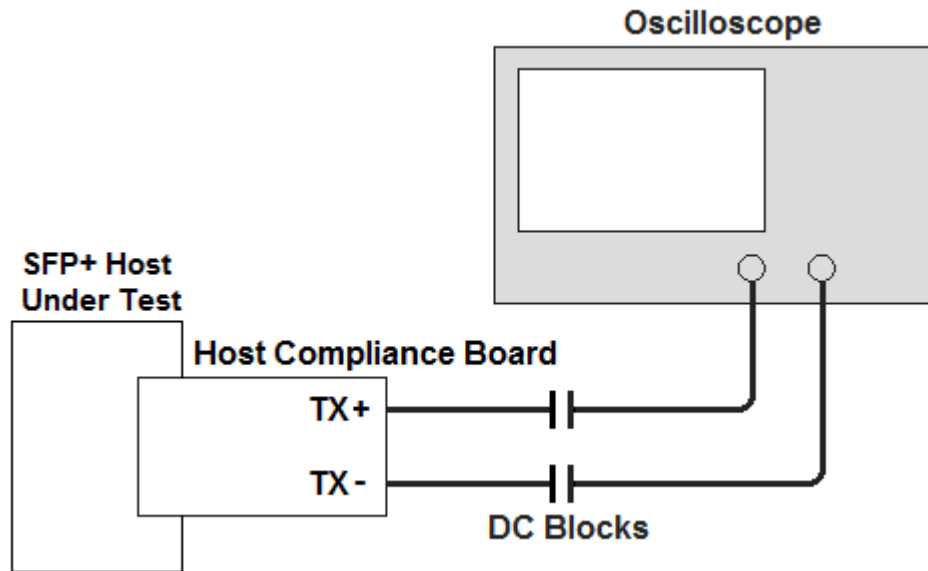 Oscilloscope
SFP+ Host
Under Test
Host Compliance Board
TX+
TX-
DC Blocks